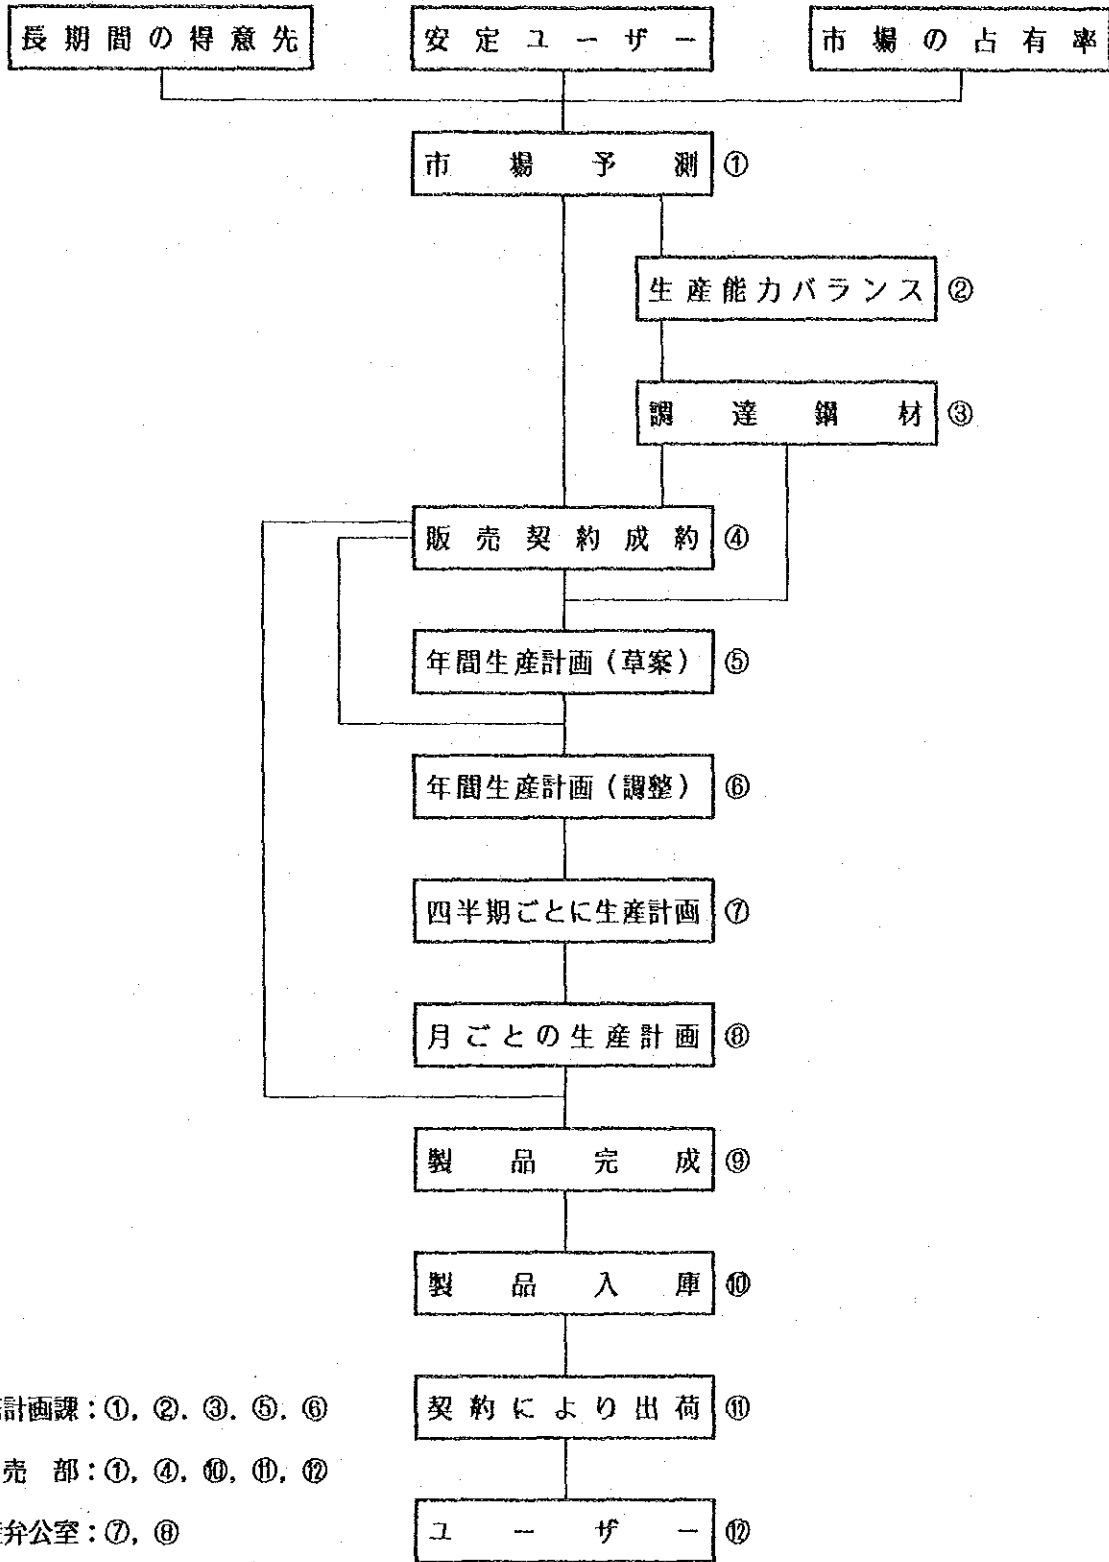 長期間の得意先
安定ユーザー
市場の占有率
市場予測 ①
生産能力バランス ②
調達鋼材 ③
販売契約成約 ④
年間生産計画（草案） ⑤
年間生産計画（調整） ⑥
四半期ごとに生産計画 ⑦
月ごとの生産計画 ⑧
製品完成 ⑨
製品入庫 ⑩
契約により出荷 ⑪
ユーザー ⑫
計画課：①, ②. ③. ⑤. ⑥
売部：①, ④, ⑩, ⑪, ⑫
弁公室：⑦, ⑧